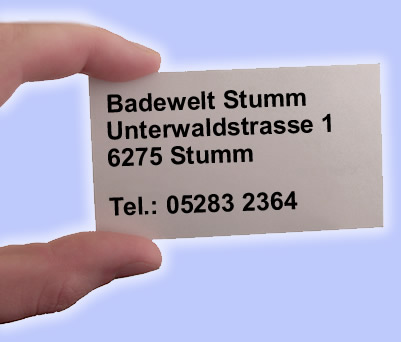 Badewelt Stumm
Unterwaldstrasse 1
6275 Stumm
Tel.: 05283 2364